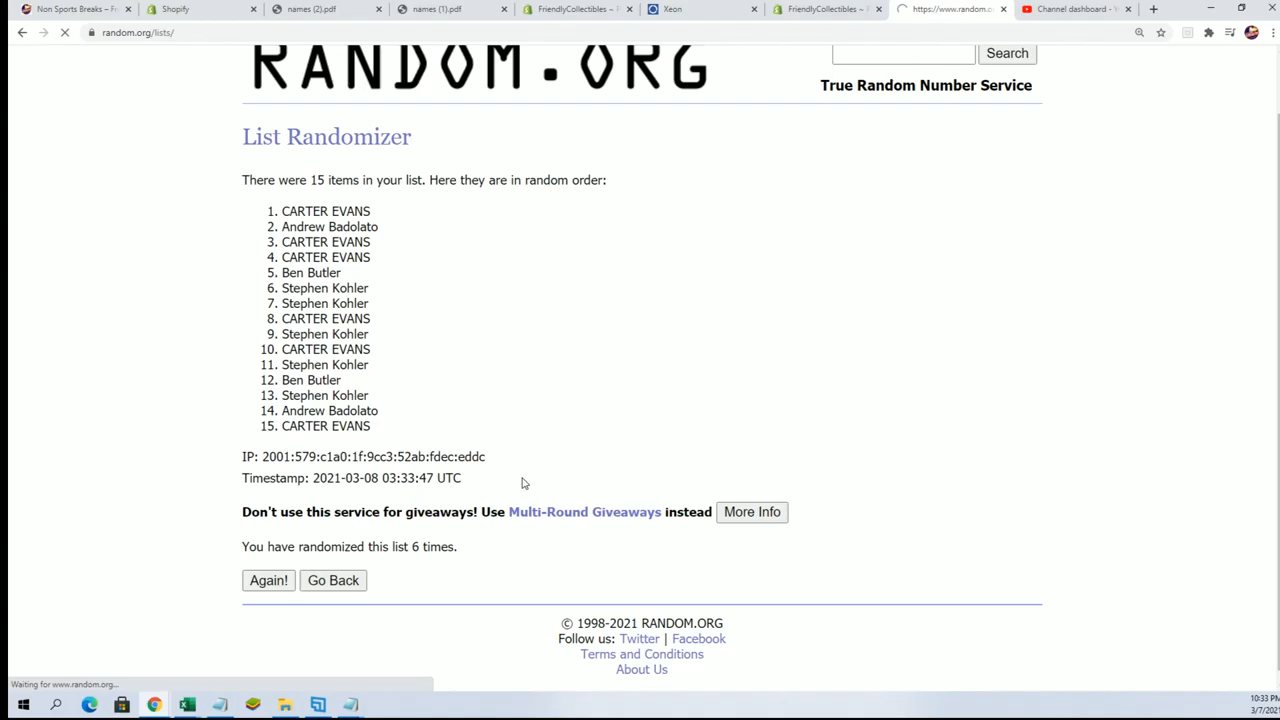 Non Sports Breaks – F
Shopify
names (2).pdf
names (1).pdf
FriendlyCollectibles ~
Xeon
FriendlyCollectibles ~
https://www.random.
Channel dashboard -
random.org/lists/
RANDOM.ORG
Search
True Random Number Service
List Randomizer
There were 15 items in your list. Here they are in random order:
1. CARTER EVANS
2. Andrew Badolato
3. CARTER EVANS
4. CARTER EVANS
5. Ben Butler
6. Stephen Kohler
7. Stephen Kohler
8. CARTER EVANS
9. Stephen Kohler
10. CARTER EVANS
11. Stephen Kohler
12. Ben Butler
13. Stephen Kohler
14. Andrew Badolato
15. CARTER EVANS
IP: 2001:579:c1a0:1f:9cc3:52ab:fdec:eddc
Timestamp: 2021-03-08 03:33:47 UTC
Don't use this service for giveaways! Use Multi-Round Giveaways instead More Info
You have randomized this list 6 times.
Again! Go Back
© 1998-2021 RANDOM.ORG
Follow us: Twitter | Facebook
Terms and Conditions
About Us
Waiting for www.random.org...
10:33 PM
3/7/2021